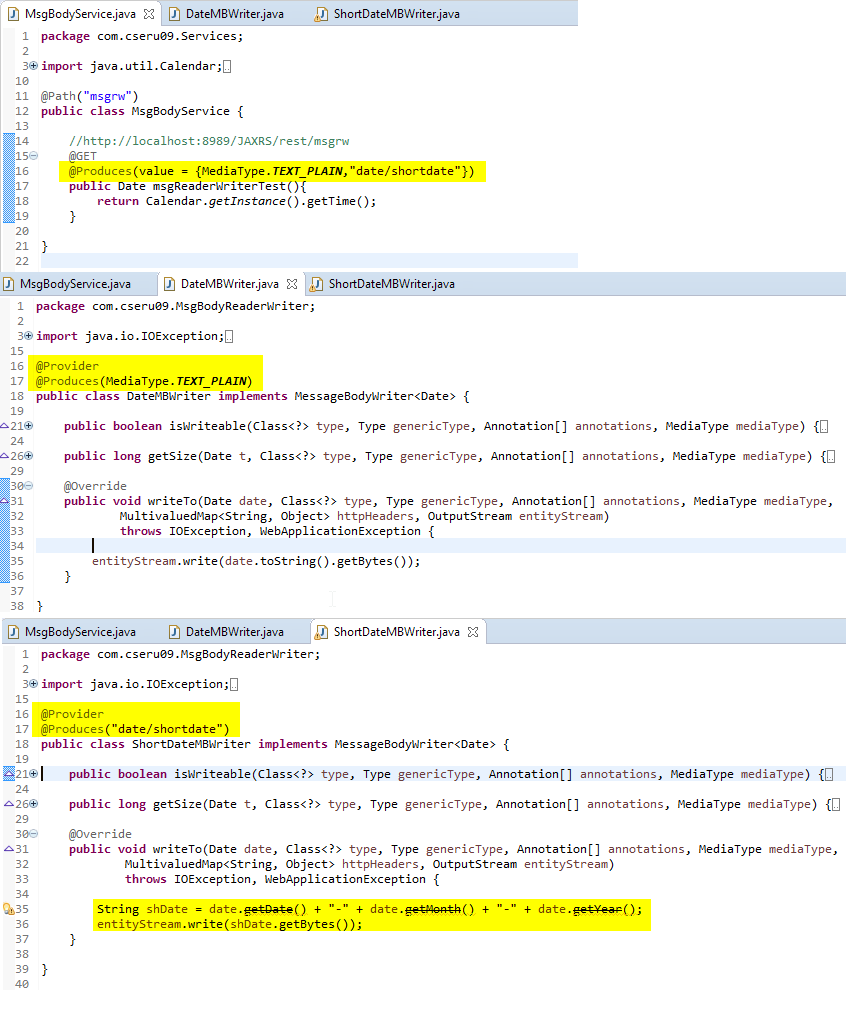 MsgBodyService.java DateMBWriter.java ShortDateMBWriter.java
1 package com.cseru09.Services;
2
3 import java.util.Calendar;
10
11 @Path("msgrw")
12 public class MsgBodyService {
13
14 //http://localhost:8989/JAXRS/rest/msgrw
15 @GET
16 @Produces(value = {MediaType.TEXT_PLAIN,"date/shortdate"})
17 public Date msgReaderWriterTest(){
18 return Calendar.getInstance().getTime();
19 }
20
21 }
22
MsgBodyService.java DateMBWriter.java ShortDateMBWriter.java
1 package com.cseru09.MsgBodyReaderWriter;
2
3 import java.io.IOException;
15
16 @Provider
17 @Produces(MediaType.TEXT_PLAIN)
18 public class DateMBWriter implements MessageBodyWriter<Date> {
19
21 public boolean isWriteable(Class<?> type, Type genericType, Annotation[] annotations, MediaType mediaType) {
24
26 public long getSize(Date t, Class<?> type, Type genericType, Annotation[] annotations, MediaType mediaType) {
29
30 @Override
31 public void writeTo(Date date, Class<?> type, Type genericType, Annotation[] annotations, MediaType mediaType,
32 MultivaluedMap<String, Object> httpHeaders, OutputStream entityStream)
33 throws IOException, WebApplicationException {
34
35 entityStream.write(date.toString().getBytes());
36 }
37
38 }
MsgBodyService.java DateMBWriter.java ShortDateMBWriter.java
1 package com.cseru09.MsgBodyReaderWriter;
2
3 import java.io.IOException;
15
16 @Provider
17 @Produces("date/shortdate")
18 public class ShortDateMBWriter implements MessageBodyWriter<Date> {
19
21 public boolean isWriteable(Class<?> type, Type genericType, Annotation[] annotations, MediaType mediaType) {
24
26 public long getSize(Date t, Class<?> type, Type genericType, Annotation[] annotations, MediaType mediaType) {
29
30 @Override
31 public void writeTo(Date date, Class<?> type, Type genericType, Annotation[] annotations, MediaType mediaType,
32 MultivaluedMap<String, Object> httpHeaders, OutputStream entityStream)
33 throws IOException, WebApplicationException {
34
35 String shDate = date.getDate() + "-" + date.getMonth() + "-" + date.getYear();
36 entityStream.write(shDate.getBytes());
37 }
38
39 }
40